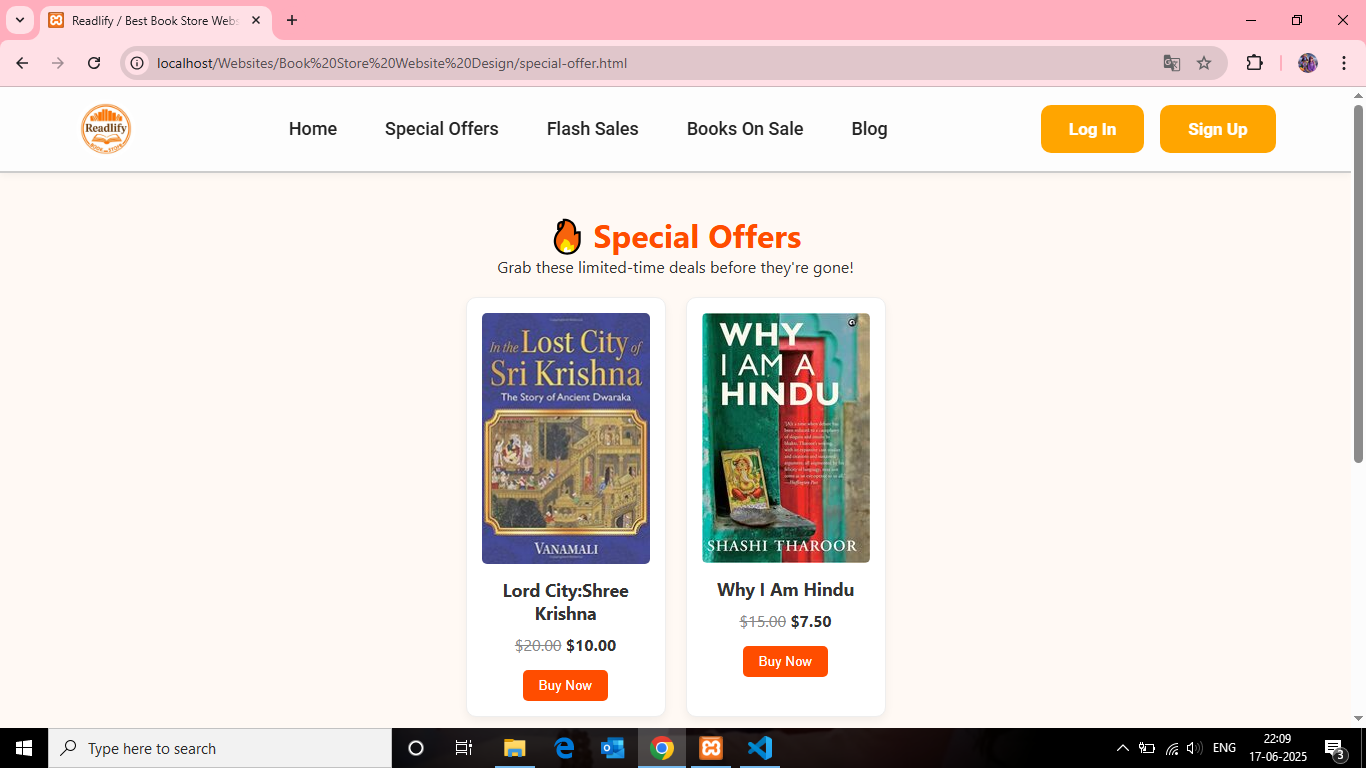 Readlify / Best Book Store Webs
localhost/Websites/Book%20Store%20Website%20Design/special-offer.html
Readlify
BOOK STORE
Home
Special Offers
Flash Sales
Books On Sale
Blog
Log In
Sign Up
Special Offers
Grab these limited-time deals before they're gone!
In the Lost City of
Sri Krishna
The Story of Ancient Dwaraka
VANAMALI
Lord City:Shree
Krishna
$20.00 $10.00
Buy Now
WHY
I AM A
HINDU
SHASHI THAROOR
Why I Am Hindu
$15.00 $7.50
Buy Now
Type here to search
ENG
22:09
17-06-2025
3